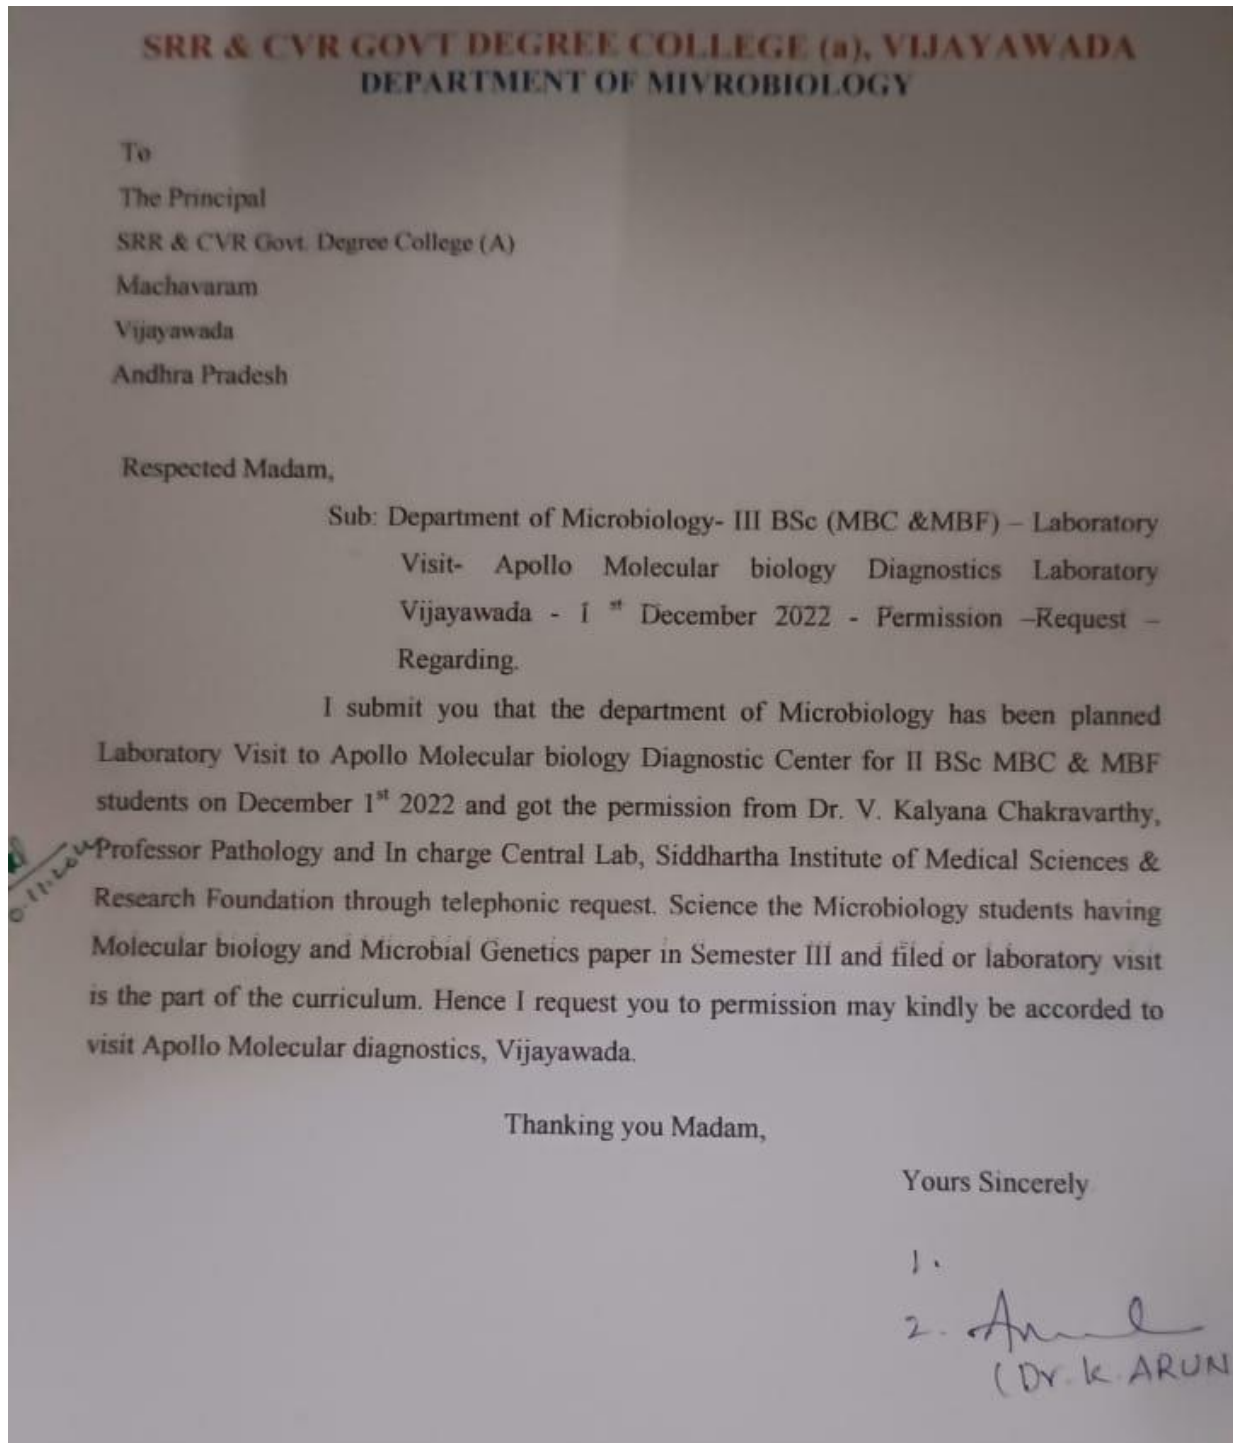 SRR & CVR GOVT DEGREE COLLEGE (a), VIJAYAWADA
DEPARTMENT OF MIVROBIOLOGY
To
The Principal
SRR & CVR Govt. Degree College (A)
Machavaram
Vijayawada
Andhra Pradesh
Respected Madam,
Sub: Department of Microbiology- III BSc (MBC &MBF) – Laboratory
Visit- Apollo Molecular biology Diagnostics Laboratory
Vijayawada - 1 st December 2022 - Permission –Request –
Regarding.
I submit you that the department of Microbiology has been planned
Laboratory Visit to Apollo Molecular biology Diagnostic Center for II BSc MBC & MBF
students on December 1st 2022 and got the permission from Dr. V. Kalyana Chakravarthy,
Professor Pathology and In charge Central Lab, Siddhartha Institute of Medical Sciences &
Research Foundation through telephonic request. Science the Microbiology students having
Molecular biology and Microbial Genetics paper in Semester III and filed or laboratory visit
is the part of the curriculum. Hence I request you to permission may kindly be accorded to
visit Apollo Molecular diagnostics, Vijayawada.
Thanking you Madam,
Yours Sincerely
1.
2.
(Dr. K. ARUN